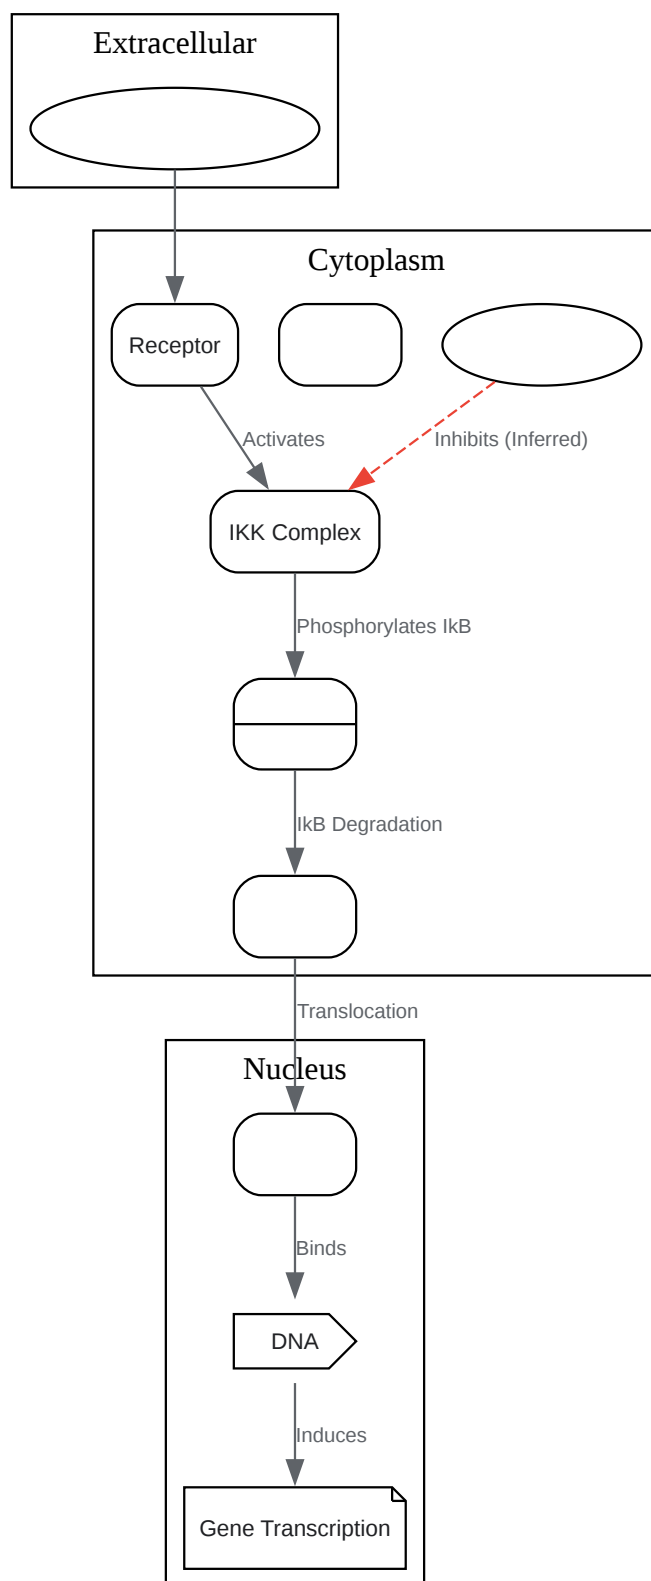 Extracellular
Cytoplasm
Receptor
Activates
Inhibits (Inferred)
IKK Complex
Phosphorylates IkB
IkB Degradation
Translocation
Nucleus
Binds
DNA
Induces
Gene Transcription